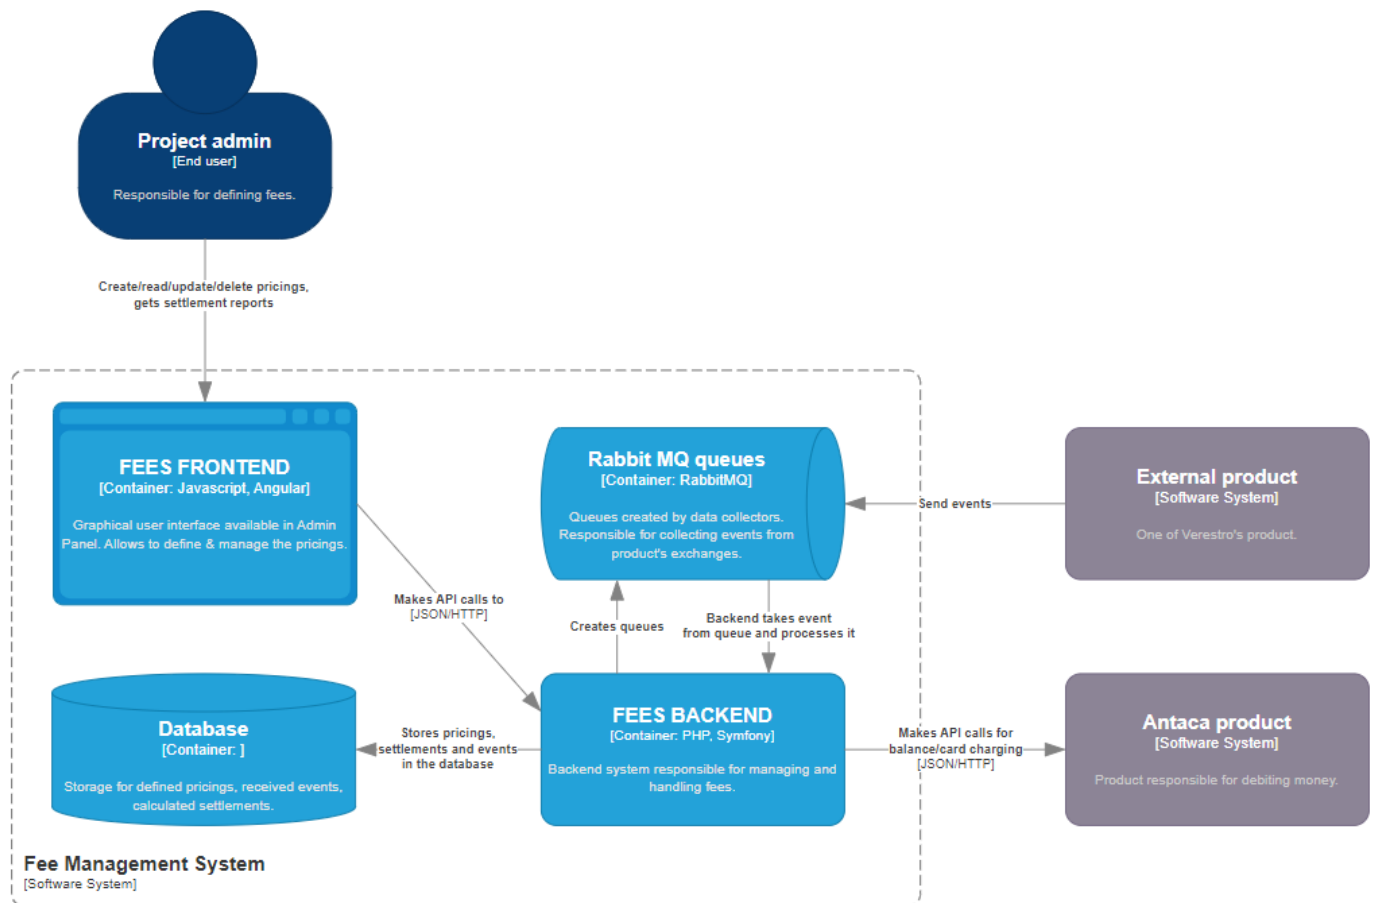 Project admin
[End user]
Responsible for defining fees.
Create/read/update/delete pricings,
gets settlement reports
FEES FRONTEND
[Container: Javascript, Angular]
Graphical user interface available in Admin
Panel. Allows to define & manage the pricings.
Rabbit MQ queues
[Container: RabbitMQ]
Queues created by data collectors.
Responsible for collecting events from
product's exchanges.
Send events
External product
[Software System]
One of Verestro's product.
Makes API calls to
[JSON/HTTP]
Creates queues
Backend takes event
from queue and processes it
Database
[Container: ]
Storage for defined pricings, received events,
calculated settlements.
Stores pricings,
settlements and events
in the database
FEES BACKEND
[Container: PHP, Symfony]
Backend system responsible for managing and
handling fees.
Makes API calls for
balance/card charging
[JSON/HTTP]
Antaca product
[Software System]
Product responsible for debiting money.
Fee Management System
[Software System]